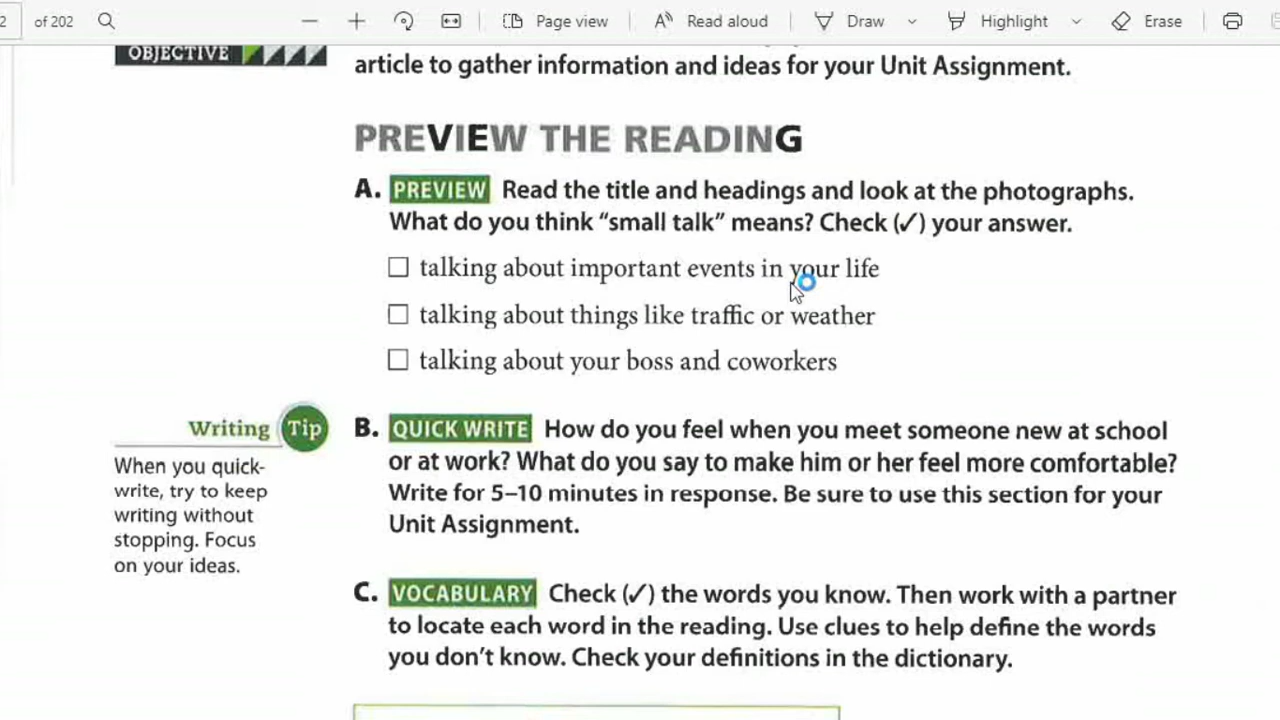 of 202
Page view
Read aloud
Draw
Highlight
Erase
OBJECTIVE
article to gather information and ideas for your Unit Assignment.
PREVIEW THE READING
A. PREVIEW Read the title and headings and look at the photographs.
What do you think “small talk” means? Check (✓) your answer.
☐ talking about important events in your life
☐ talking about things like traffic or weather
☐ talking about your boss and coworkers
Writing Tip
When you quick-
write, try to keep
writing without
stopping. Focus
on your ideas.
B. QUICK WRITE How do you feel when you meet someone new at school
or at work? What do you say to make him or her feel more comfortable?
Write for 5–10 minutes in response. Be sure to use this section for your
Unit Assignment.
C. VOCABULARY Check (✓) the words you know. Then work with a partner
to locate each word in the reading. Use clues to help define the words
you don’t know. Check your definitions in the dictionary.